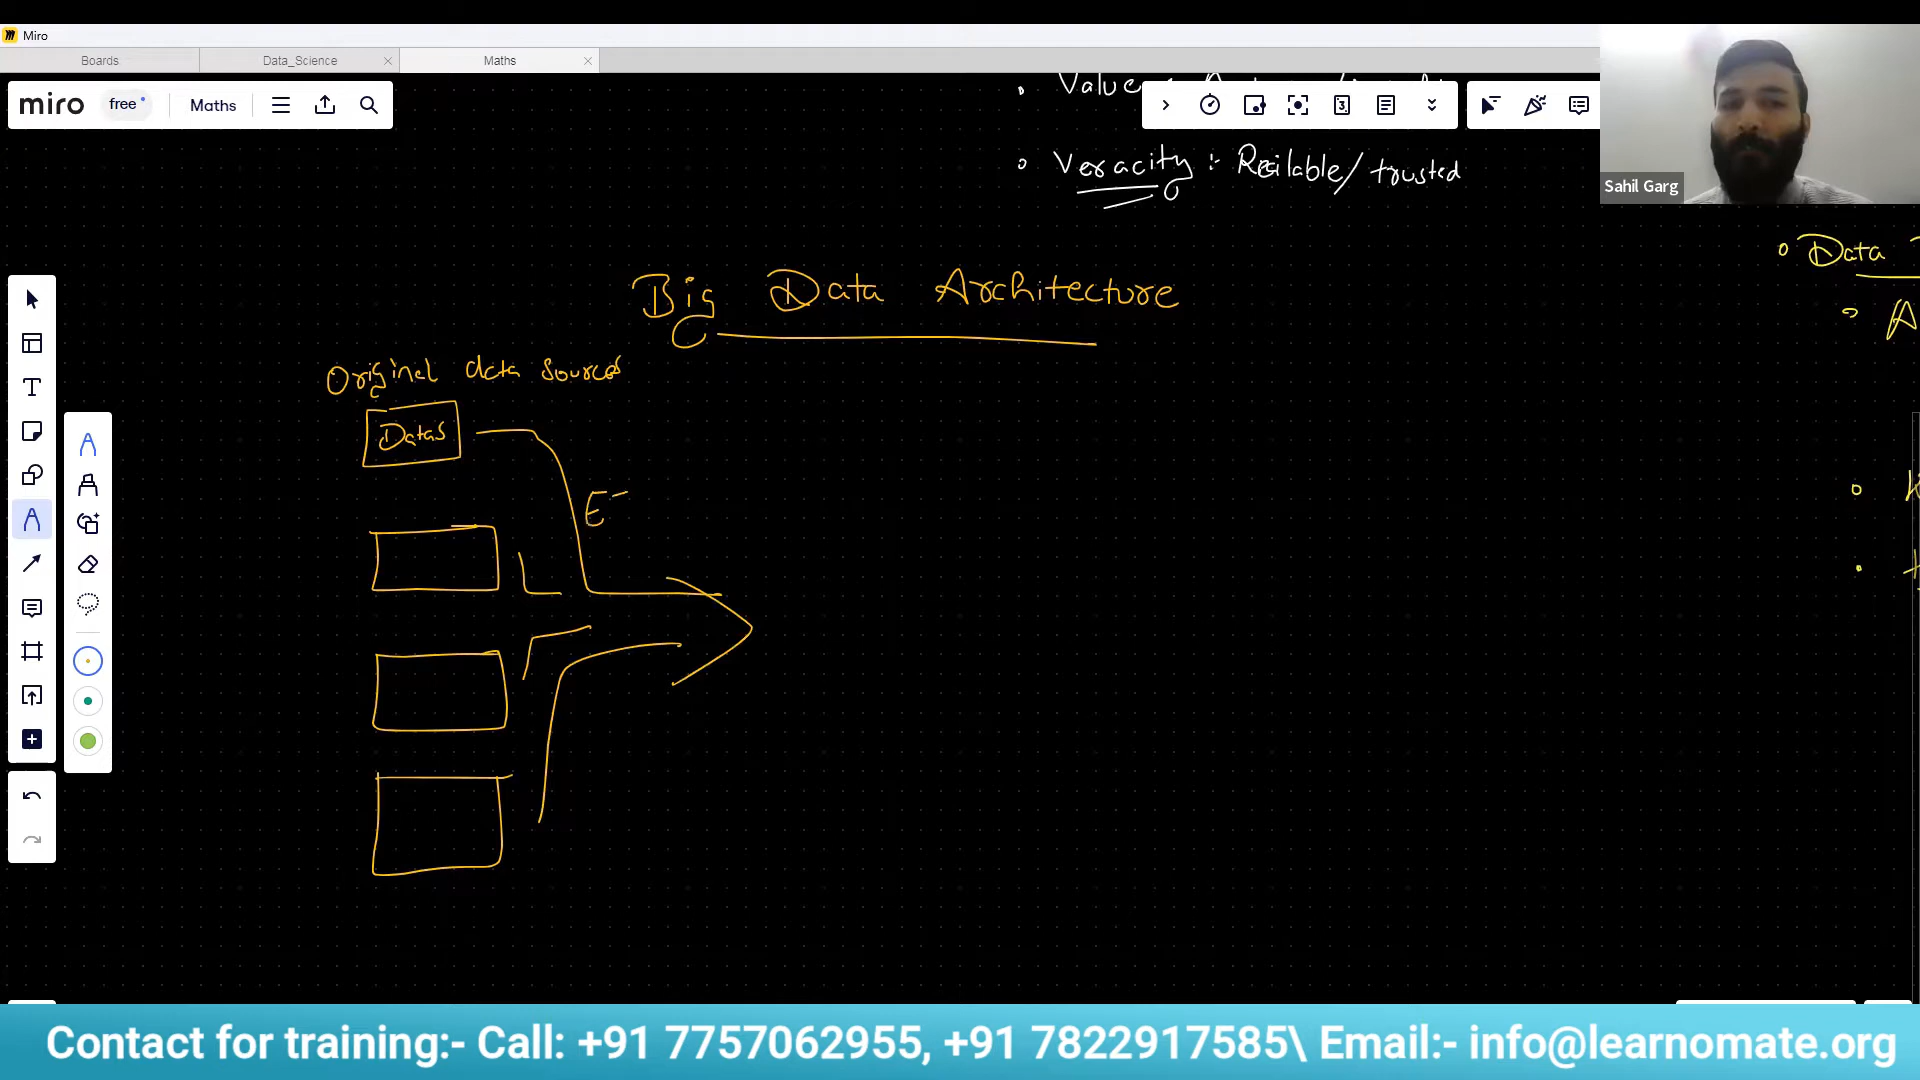 Miro
Boards
Data_Science
Maths
miro
free
Maths
Value
Veracity :- Reilable/trusted
Sahil Garg
Data
Big Data Architecture
Original data sources
Datas
E
Contact for training:- Call: +91 7757062955, +91 7822917585\ Email:- info@learnomate.org